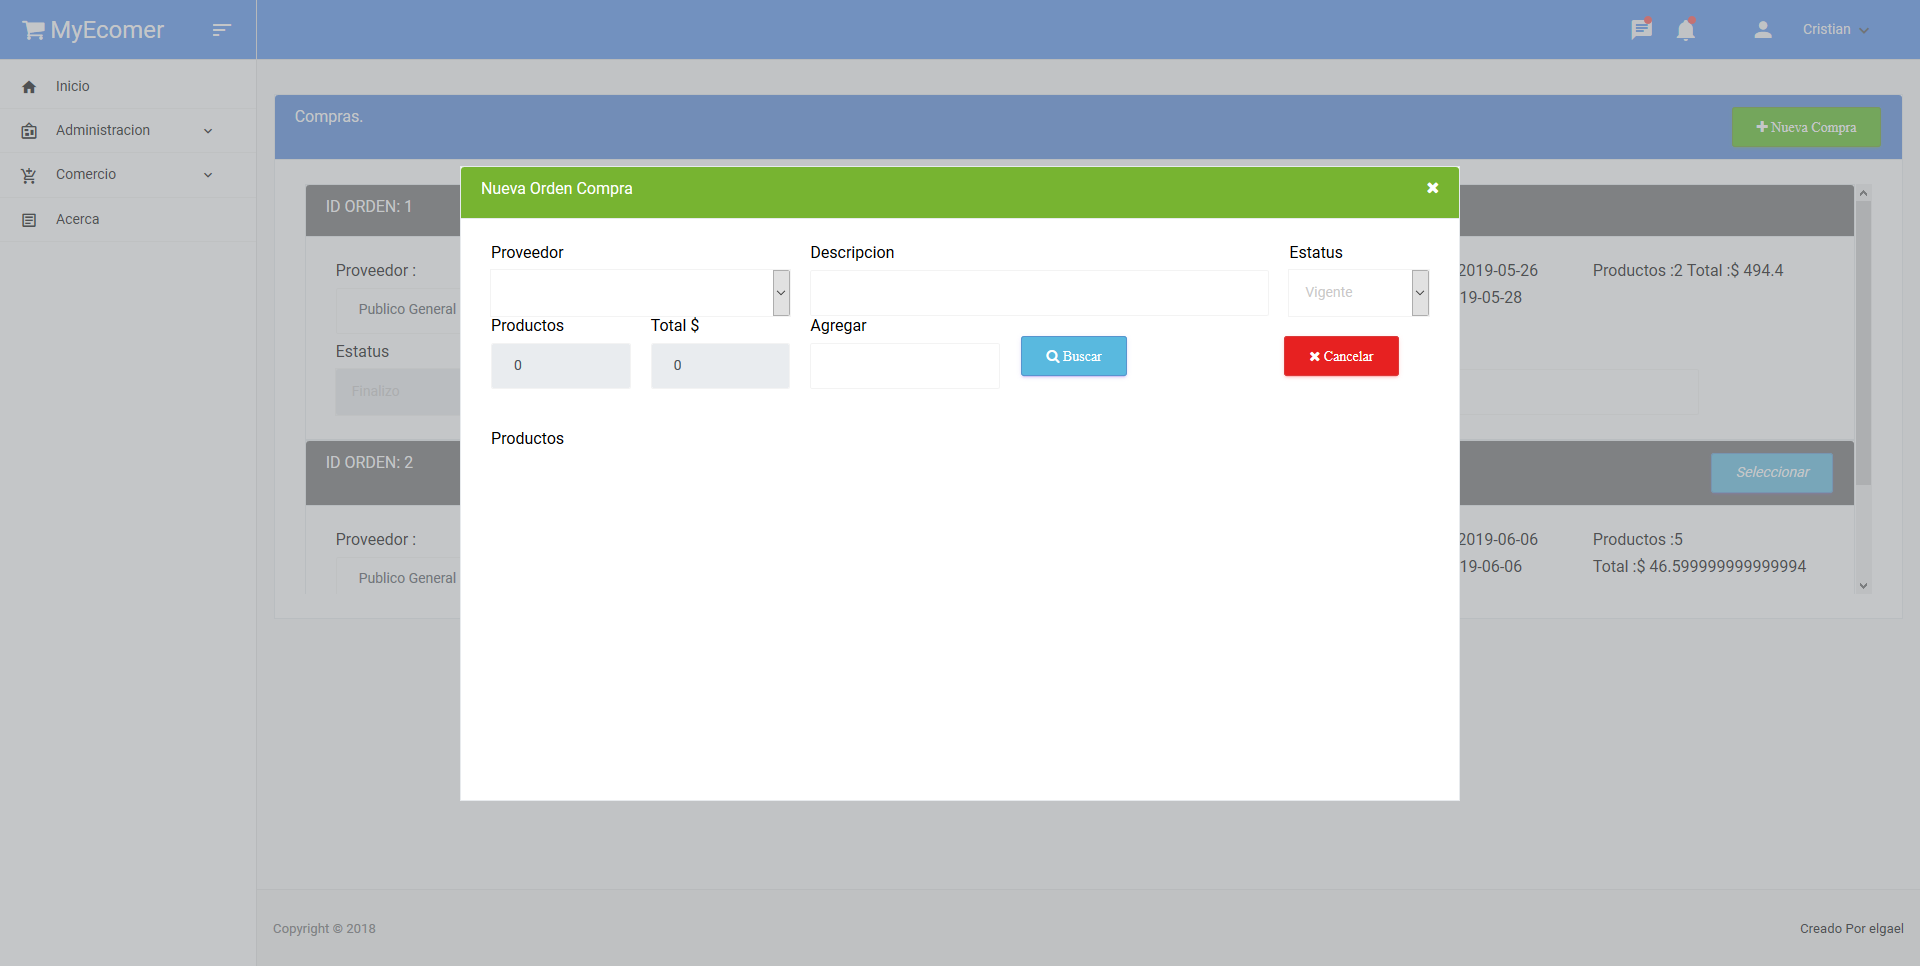 MyEcomer
Cristian
Inicio
Administracion
Comercio
Acerca
Compras.
Nueva Compra
Nueva Orden Compra
ID ORDEN: 1
Proveedor
Descripcion
Estatus
Proveedor :
2019-05-26
Productos :2 Total :$ 494.4
Vigente
Publico General
19-05-28
Productos
Total $
Agregar
Estatus
0
0
Buscar
Cancelar
Finalizo
Productos
ID ORDEN: 2
Seleccionar
Proveedor :
2019-06-06
Productos :5
Publico General
19-06-06
Total :$ 46.599999999999994
Copyright © 2018
Creado Por elgael